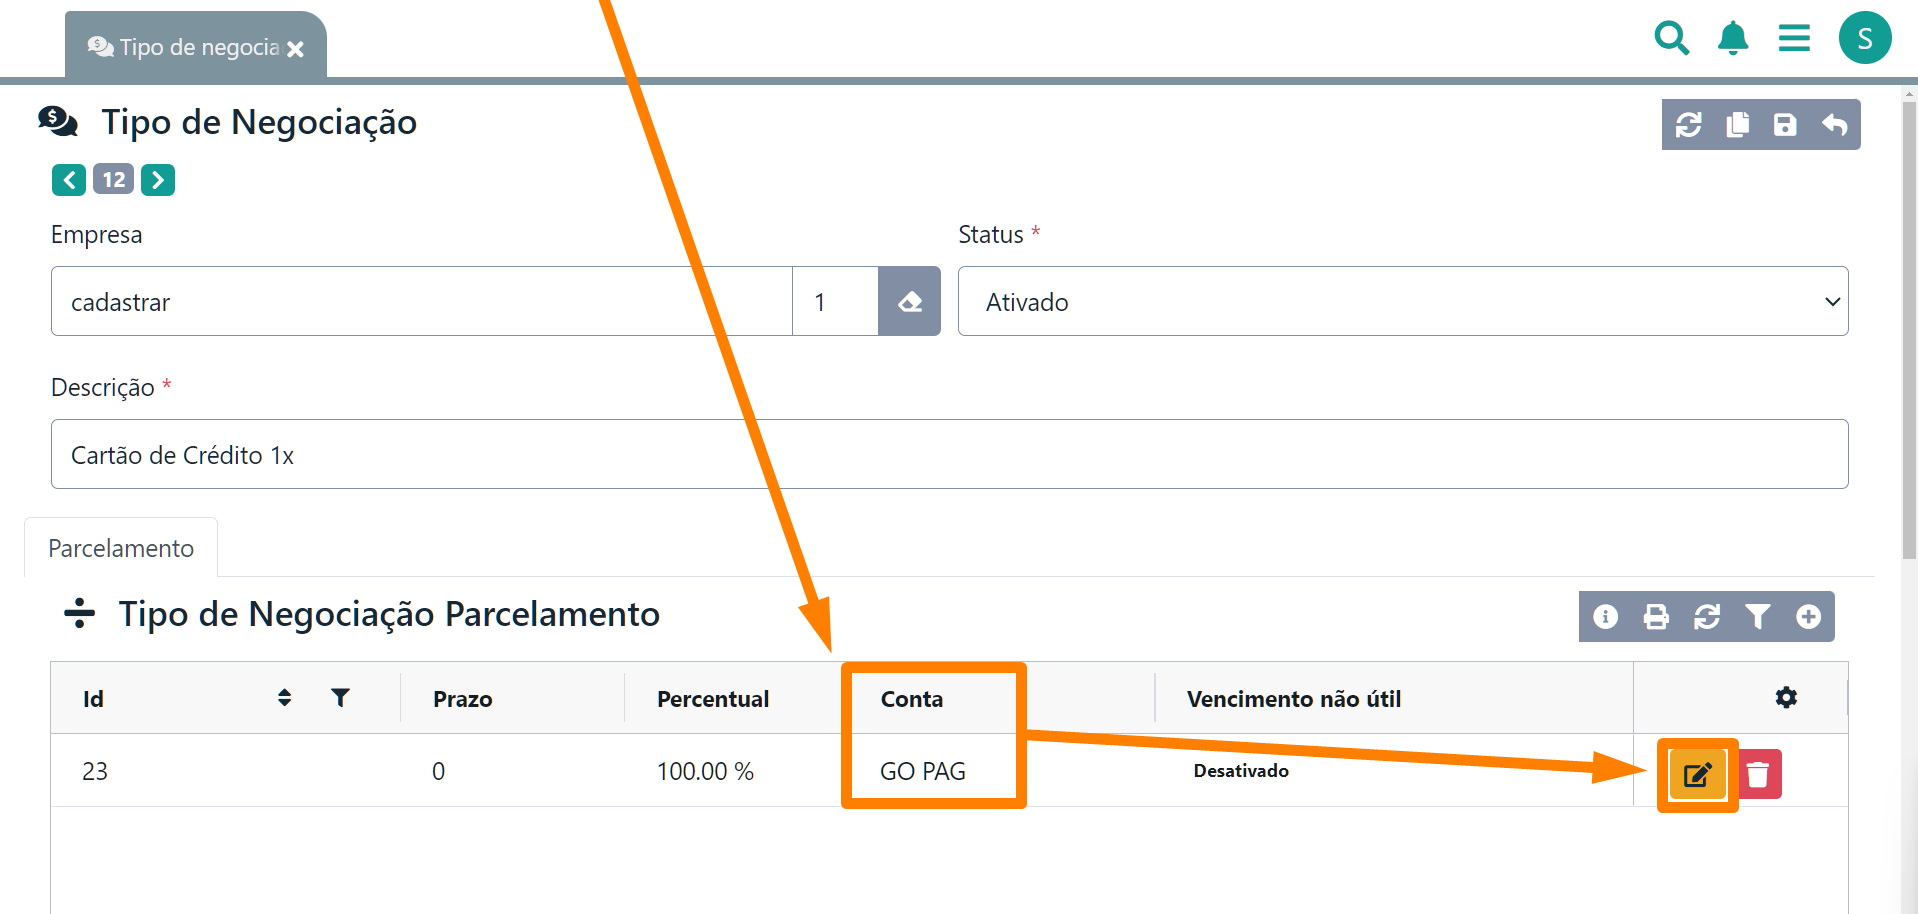 Tipo de negocia
S
Tipo de Negociação
12
Empresa
Status *
cadastrar
1
Ativado
Descrição *
Cartão de Crédito 1x
Parcelamento
Tipo de Negociação Parcelamento
Id
Prazo
Percentual
Conta
Vencimento não útil
23
0
100.00 %
GO PAG
Desativado